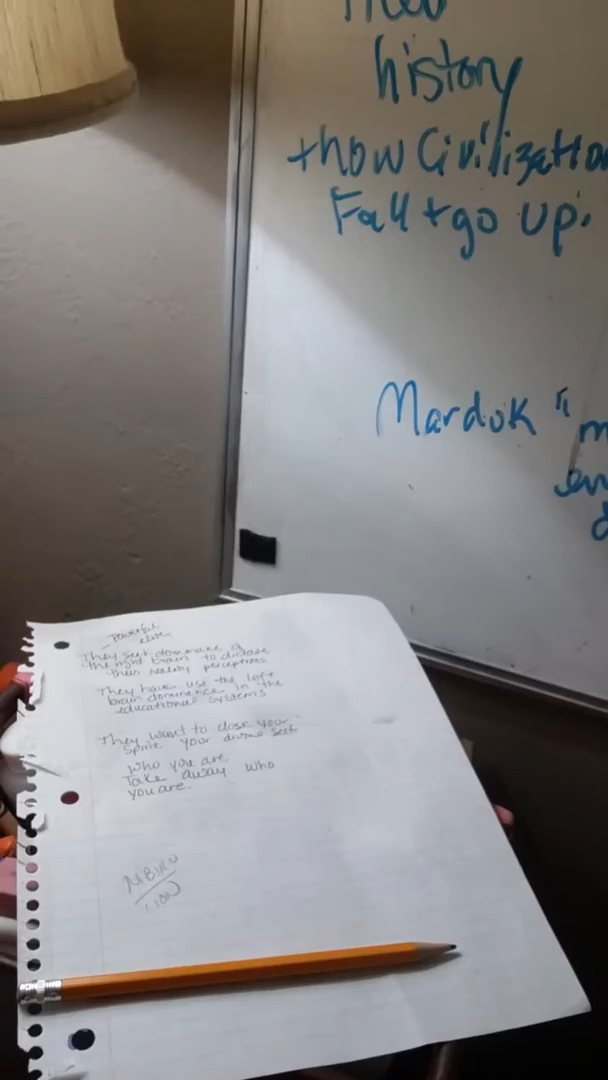 history
+ how Civilization
Fall + go up.
Marduk "
powerful
elite
They seek dominance of
the right brain to dictate
their reality perceptions
They have use the left
brain dominance in the
educational systems
They want to close your
spirit your divine self
who you are
Take away who
you are.